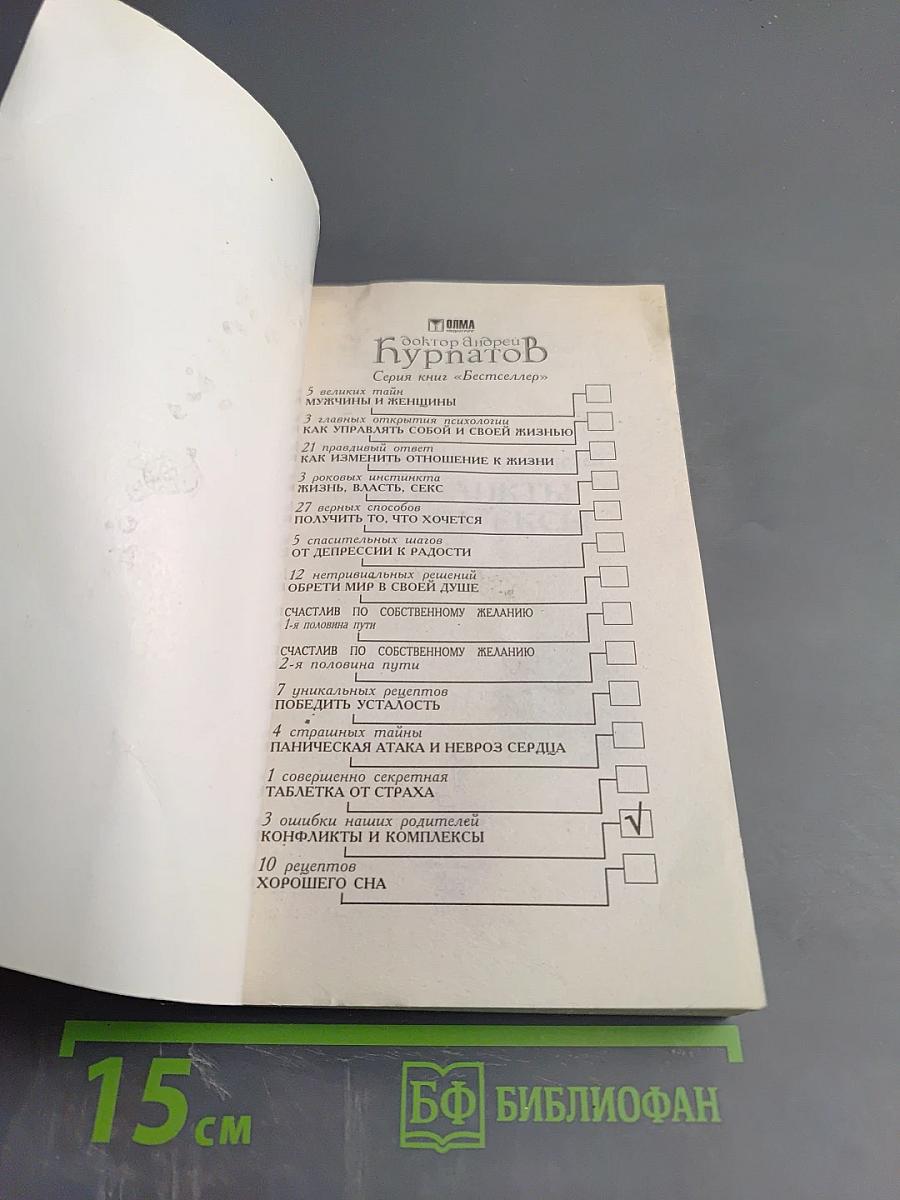 ОЛМА
доктор андрей
Курпатов
Серия книг «Бестселлер»
5 великих тайн
МУЖЧИНЫ И ЖЕНЩИНЫ
3 главных открытия психологии
КАК УПРАВЛЯТЬ СОБОЙ И СВОЕЙ ЖИЗНЬЮ
21 правдивый ответ
КАК ИЗМЕНИТЬ ОТНОШЕНИЕ К ЖИЗНИ
3 роковых инстинкта
ЖИЗНЬ, ВЛАСТЬ, СЕКС
27 верных способов
ПОЛУЧИТЬ ТО, ЧТО ХОЧЕТСЯ
5 спасительных шагов
ОТ ДЕПРЕССИИ К РАДОСТИ
12 нетривиальных решений
ОБРЕТИ МИР В СВОЕЙ ДУШЕ
СЧАСТЛИВ ПО СОБСТВЕННОМУ ЖЕЛАНИЮ
1-я половина пути
СЧАСТЛИВ ПО СОБСТВЕННОМУ ЖЕЛАНИЮ
2-я половина пути
7 уникальных рецептов
ПОБЕДИТЬ УСТАЛОСТЬ
4 страшных тайны
ПАНИЧЕСКАЯ АТАКА И НЕВРОЗ СЕРДЦА
1 совершенно секретная
ТАБЛЕТКА ОТ СТРАХА
3 ошибки наших родителей
КОНФЛИКТЫ И КОМПЛЕКСЫ
√
10 рецептов
ХОРОШЕГО СНА
15 см
БФ БИБЛИОФАН